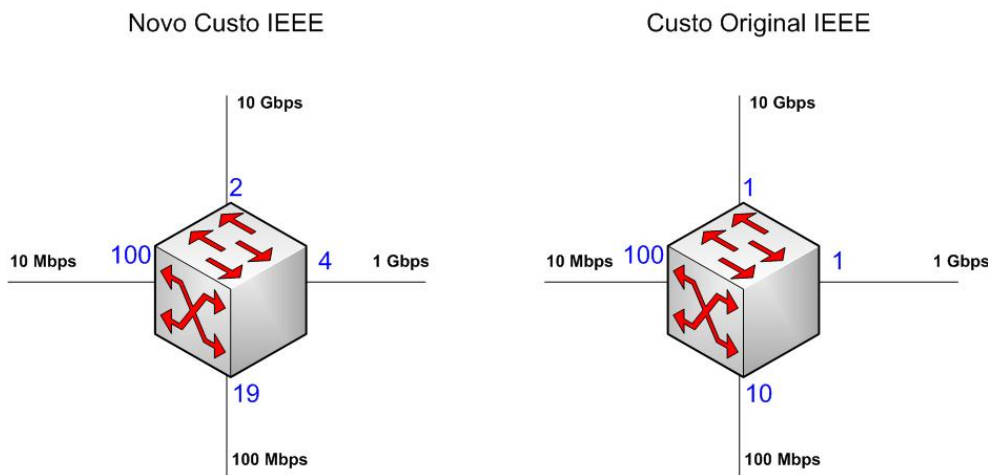 Novo Custo IEEE
10 Gbps
2
10 Mbps
100
4
1 Gbps
19
100 Mbps
Custo Original IEEE
10 Gbps
1
10 Mbps
100
1
1 Gbps
10
100 Mbps